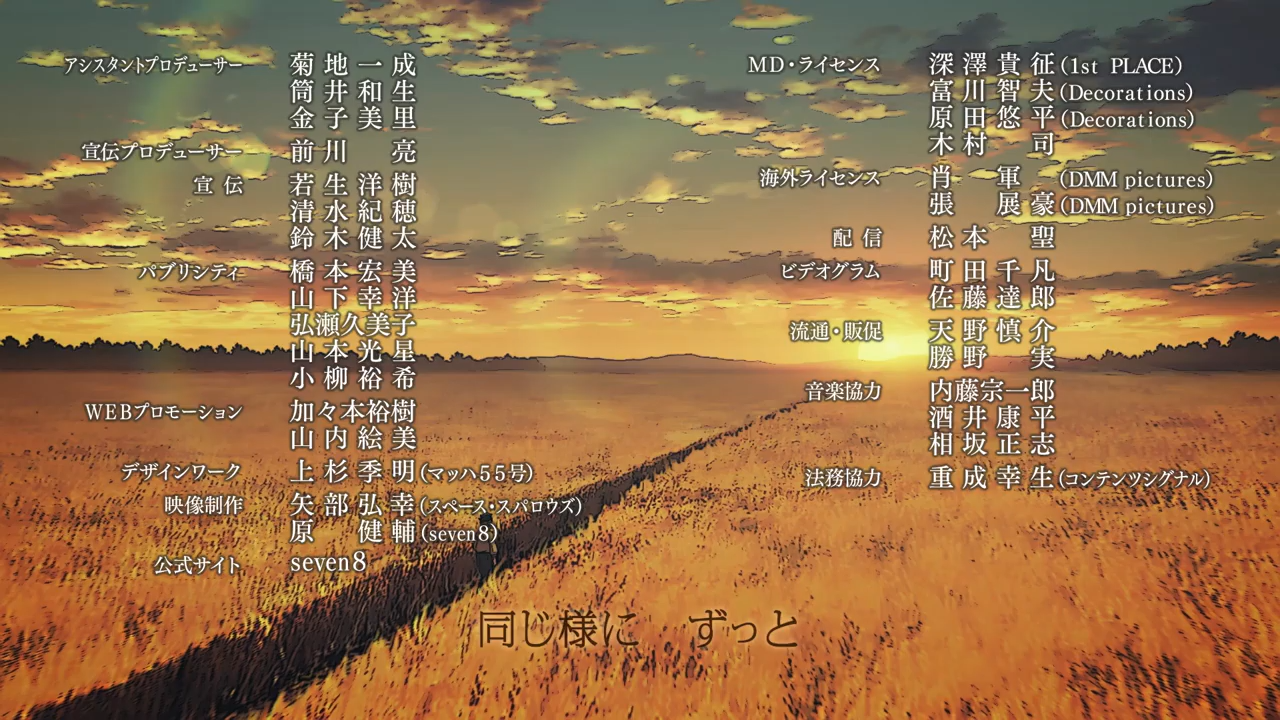 アシスタントプロデューサー 菊地一成
筒井和生
金子美里
宣伝プロデューサー 前川 亮
宣伝 若生洋樹
清水紀穂
鈴木健太
パブリシティ 橋本宏美
山下幸洋
弘瀬久美子
山本光星
小柳裕希
WEBプロモーション 加々本裕樹
山内絵美
デザインワーク 上杉季明(マッハ55号)
映像制作 矢部弘幸(スペース・スパロウズ)
原 健輔(seven8)
公式サイト seven8
MD・ライセンス 深澤貴征(1st PLACE)
富川智夫(Decorations)
原田悠平(Decorations)
木村 司
海外ライセンス 肖 軍(DMM pictures)
張 展豪(DMM pictures)
配信 松本 聖
ビデオグラム 町田千凡
佐藤達郎
流通・販促 天野慎介
勝野 実
音楽協力 内藤宗一郎
酒井康平
相坂正志
法務協力 重成幸生(コンテンツシグナル)
同じ様に ずっと